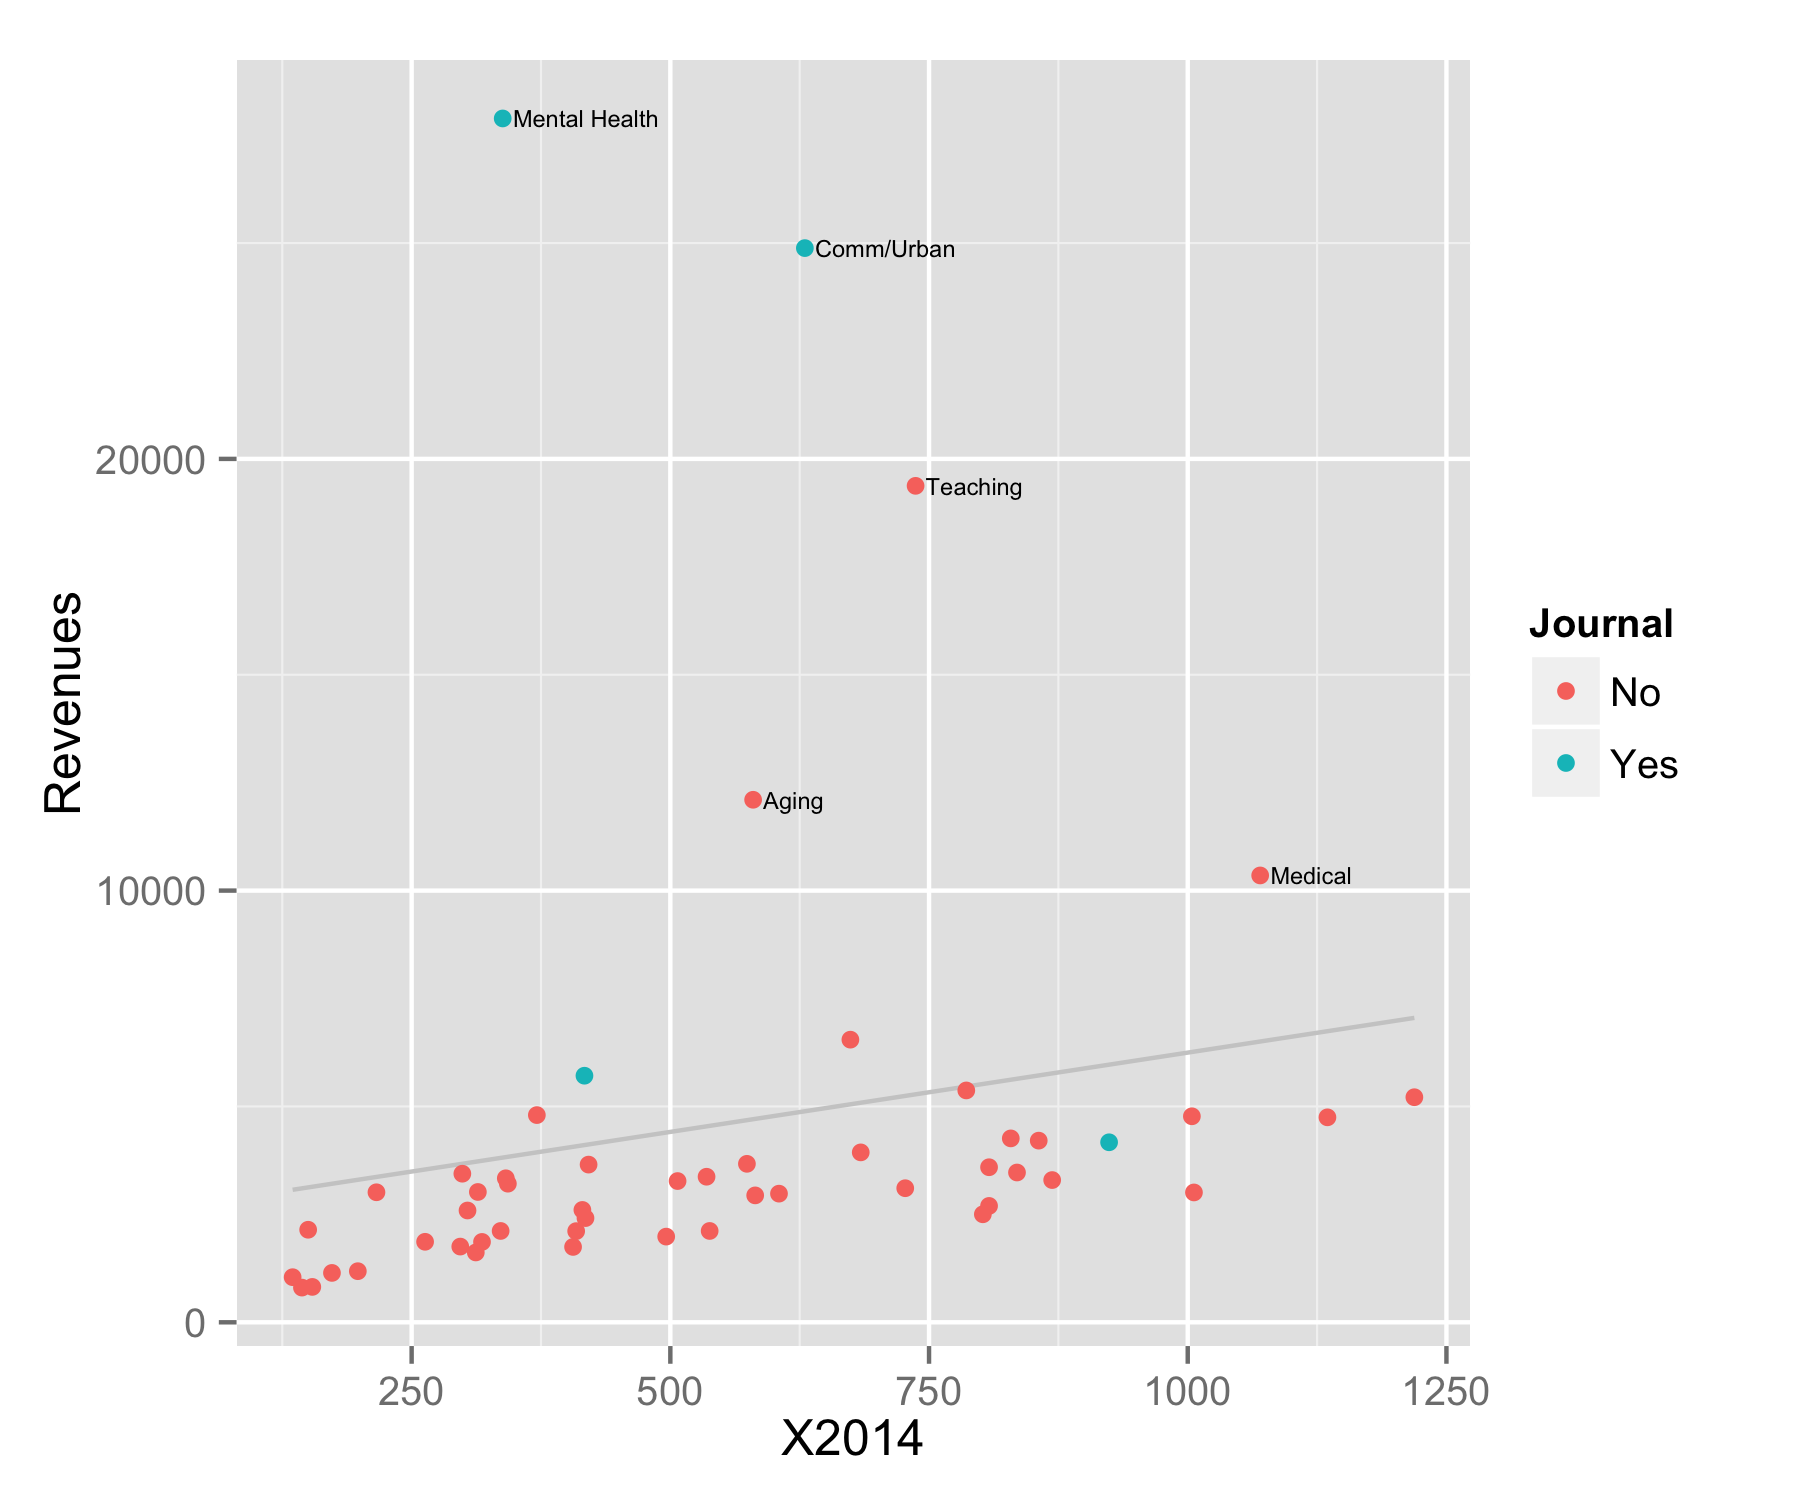 Mental Health
Comm/Urban
20000
Teaching
Revenues
Journal
No
Yes
Aging
10000
Medical
0
250 500 750 1000 1250
X2014